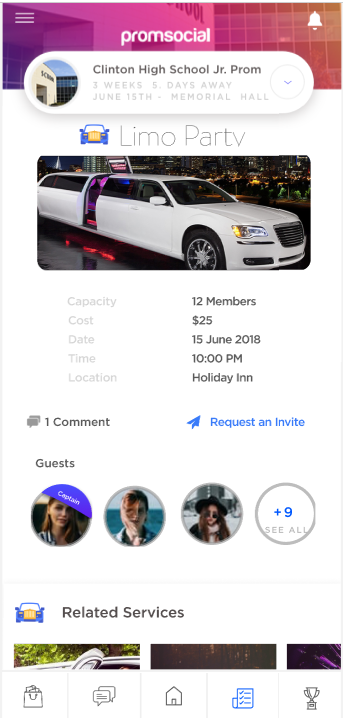 promsocial
SCHOOL
Clinton High School Jr. Prom
3 WEEKS 5. DAYS AWAY
JUNE 15TH - MEMORIAL HALL
Limo Party
Capacity 12 Members
Cost $25
Date 15 June 2018
Time 10:00 PM
Location Holiday Inn
1 Comment Request an Invite
Guests
Captain
+9
SEE ALL
Related Services